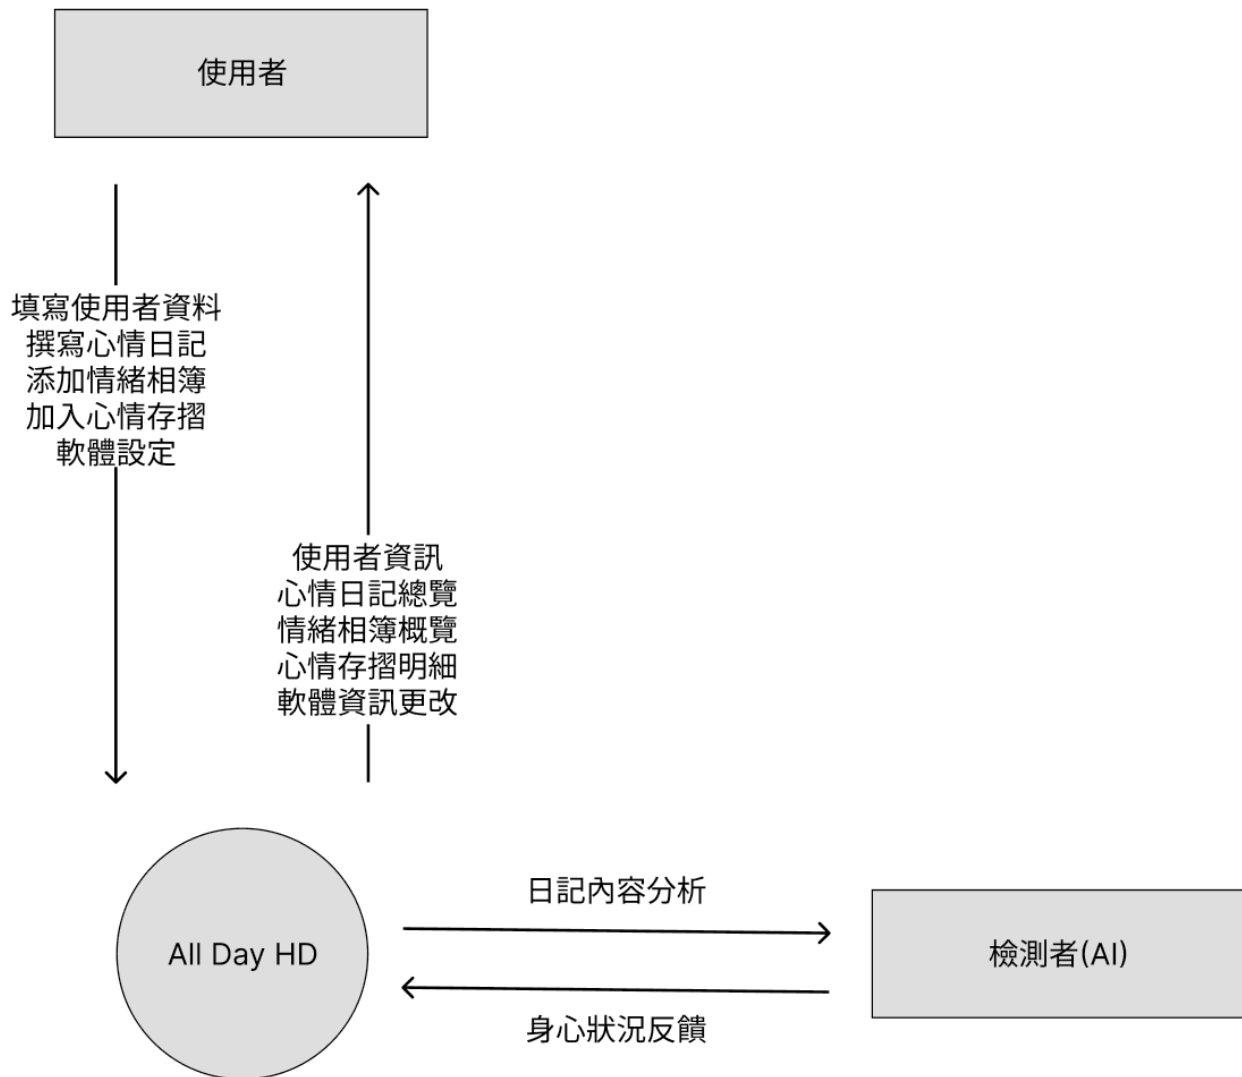 使用者
填寫使用者資料
撰寫心情日記
添加情緒相簿
加入心情存摺
軟體設定
使用者資訊
心情日記總覽
情緒相簿概覽
心情存摺明細
軟體資訊更改
All Day HD
日記內容分析
身心狀況反饋
檢測者(AI)